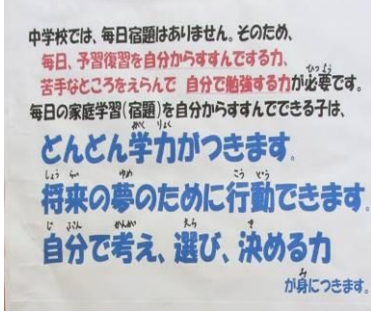 中学校では、毎日宿題はありません。そのため、
毎日、予習復習を自分からすすんでする力、
苦手なところをえらんで 自分で勉強する力が必要です。
毎日の家庭学習(宿題)を自分からすすんでできる子は、
どんどん学力がつきます。
将来の夢のために行動できます。
自分で考え、選び、決める力
が身につきます。